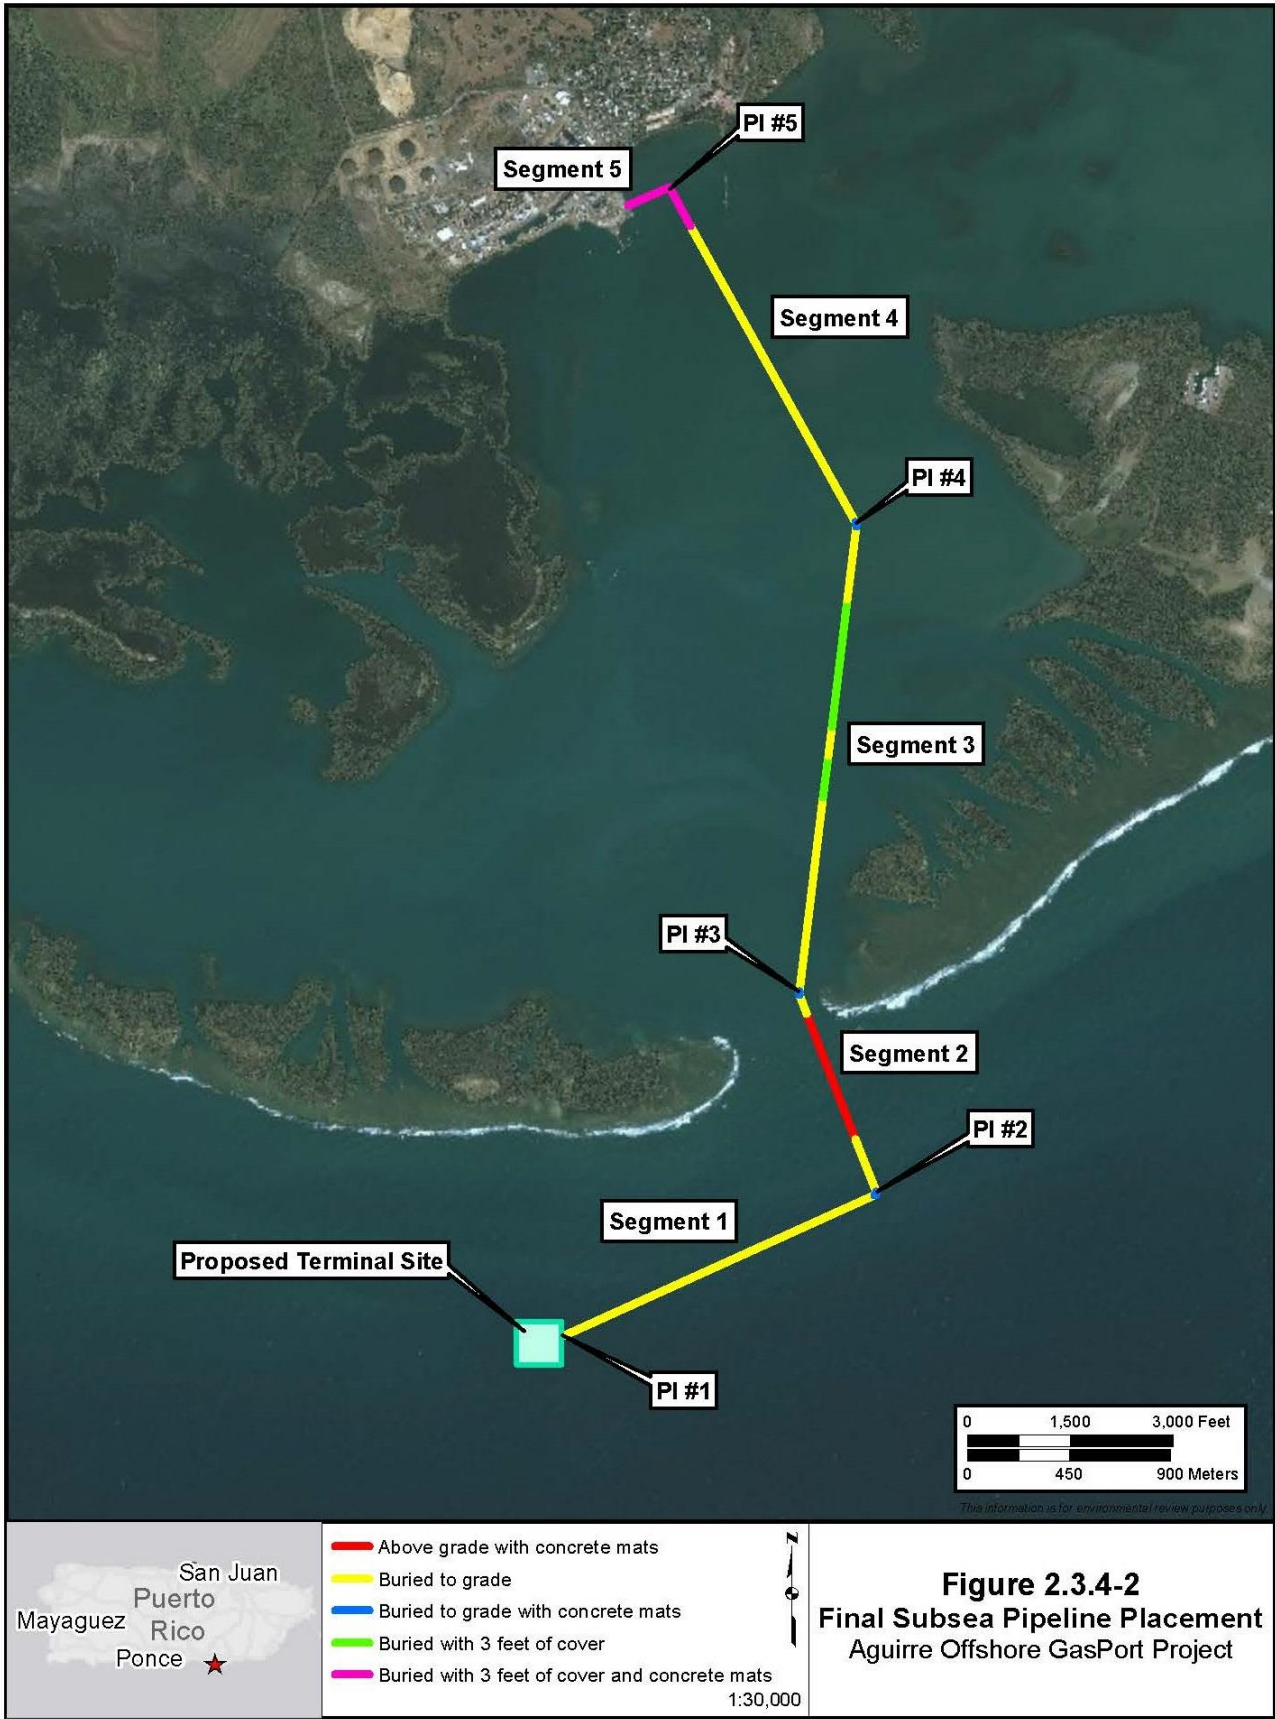 PI #5
Segment 5
Segment 4
PI #4
Segment 3
PI #3
Segment 2
PI #2
Segment 1
Proposed Terminal Site
PI #1
0 1,500 3,000 Feet
0 450 900 Meters
This information is for environmental review purposes only.
San Juan
Puerto
Rico
Mayaguez
Ponce
Above grade with concrete mats
Buried to grade
Buried to grade with concrete mats
Buried with 3 feet of cover
Buried with 3 feet of cover and concrete mats
1:30,000
N
Figure 2.3.4-2
Final Subsea Pipeline Placement
Aguirre Offshore GasPort Project